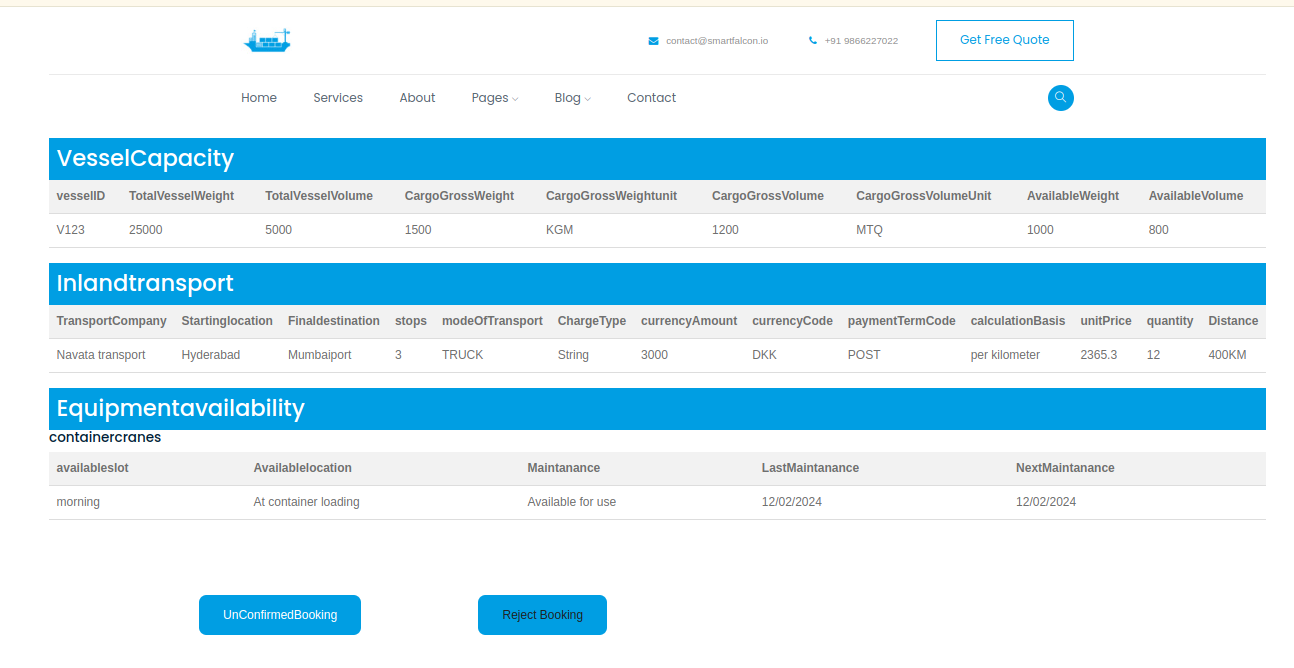 contact@smartfalcon.io +91 9866227022 Get Free Quote
Home Services About Pages Blog Contact
VesselCapacity
vesselID TotalVesselWeight TotalVesselVolume CargoGrossWeight CargoGrossWeightunit CargoGrossVolume CargoGrossVolumeUnit AvailableWeight AvailableVolume
V123 25000 5000 1500 KGM 1200 MTQ 1000 800
Inlandtransport
TransportCompany Startinglocation Finaldestination stops modeOfTransport ChargeType currencyAmount currencyCode paymentTermCode calculationBasis unitPrice quantity Distance
Navata transport Hyderabad Mumbaiport 3 TRUCK String 3000 DKK POST per kilometer 2365.3 12 400KM
Equipmentavailability
containercranes
availableslot Availablelocation Maintanance LastMaintanance NextMaintanance
morning At container loading Available for use 12/02/2024 12/02/2024
UnConfirmedBooking Reject Booking